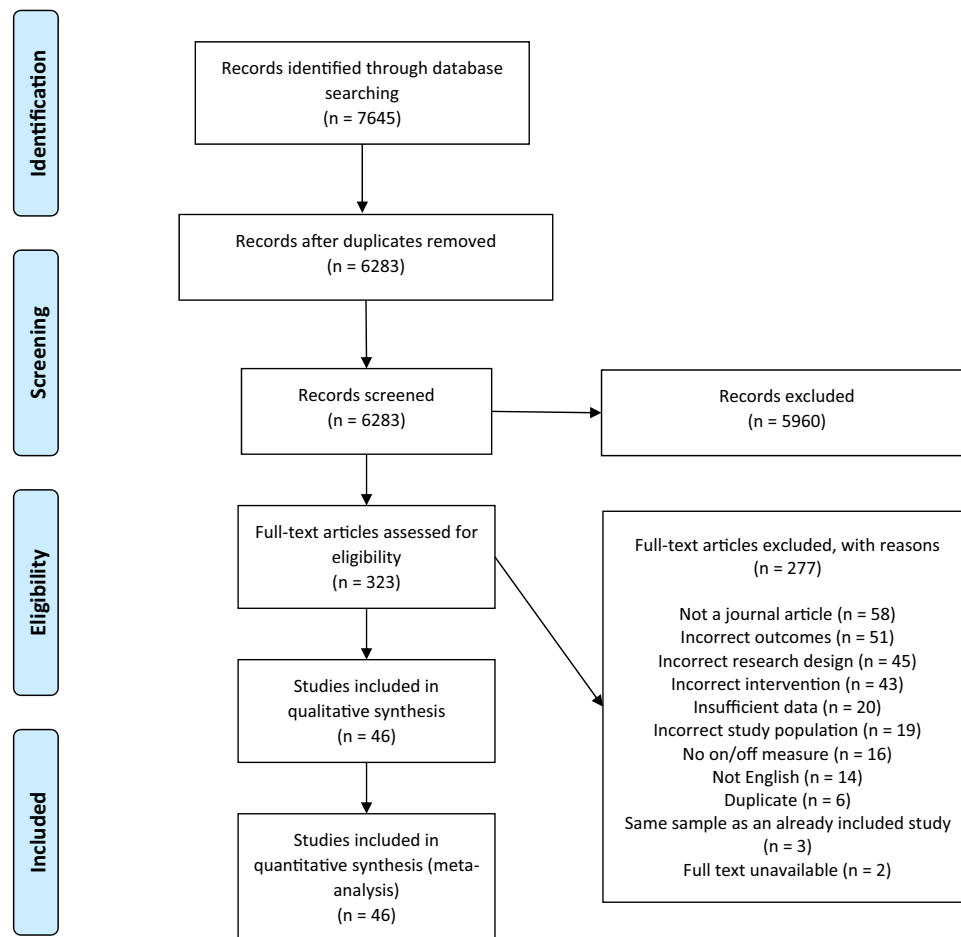 Identification
Records identified through database
searching
(n = 7645)
Records after duplicates removed
(n = 6283)
Screening
Records screened
(n = 6283)
Records excluded
(n = 5960)
Eligibility
Full-text articles assessed for
eligibility
(n = 323)
Full-text articles excluded, with reasons
(n = 277)
Not a journal article (n = 58)
Incorrect outcomes (n = 51)
Incorrect research design (n = 45)
Incorrect intervention (n = 43)
Insufficient data (n = 20)
Incorrect study population (n = 19)
No on/off measure (n = 16)
Not English (n = 14)
Duplicate (n = 6)
Same sample as an already included study
(n = 3)
Full text unavailable (n = 2)
Studies included in
qualitative synthesis
(n = 46)
Included
Studies included in
quantitative synthesis (meta-
analysis)
(n = 46)